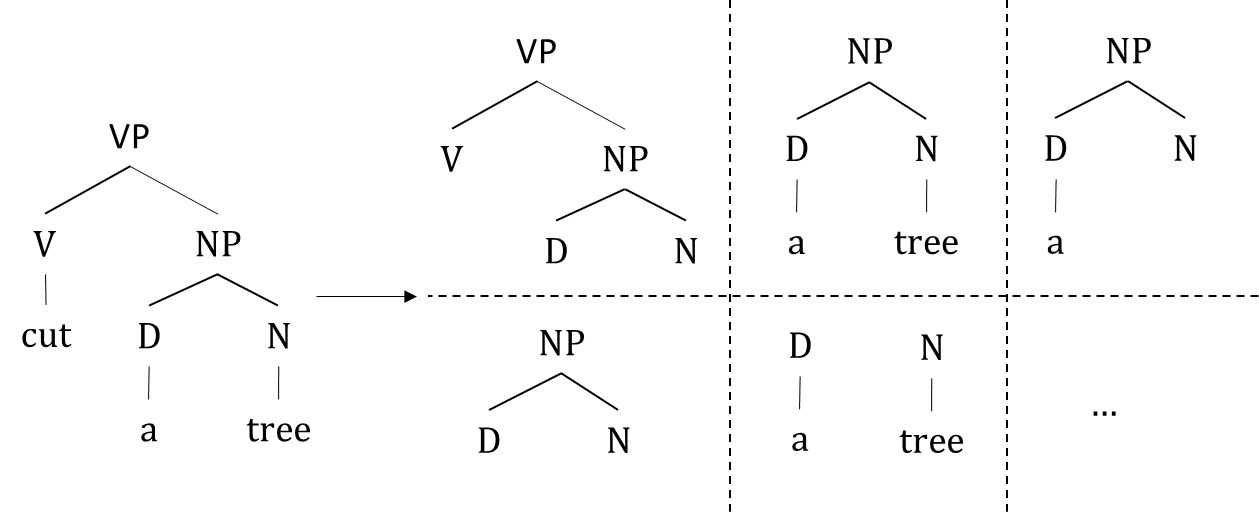 VP
V NP
cut D N
a tree
VP
V NP
D N
NP
D N
a tree
NP
D N
a
NP
D N
D N
a tree
...